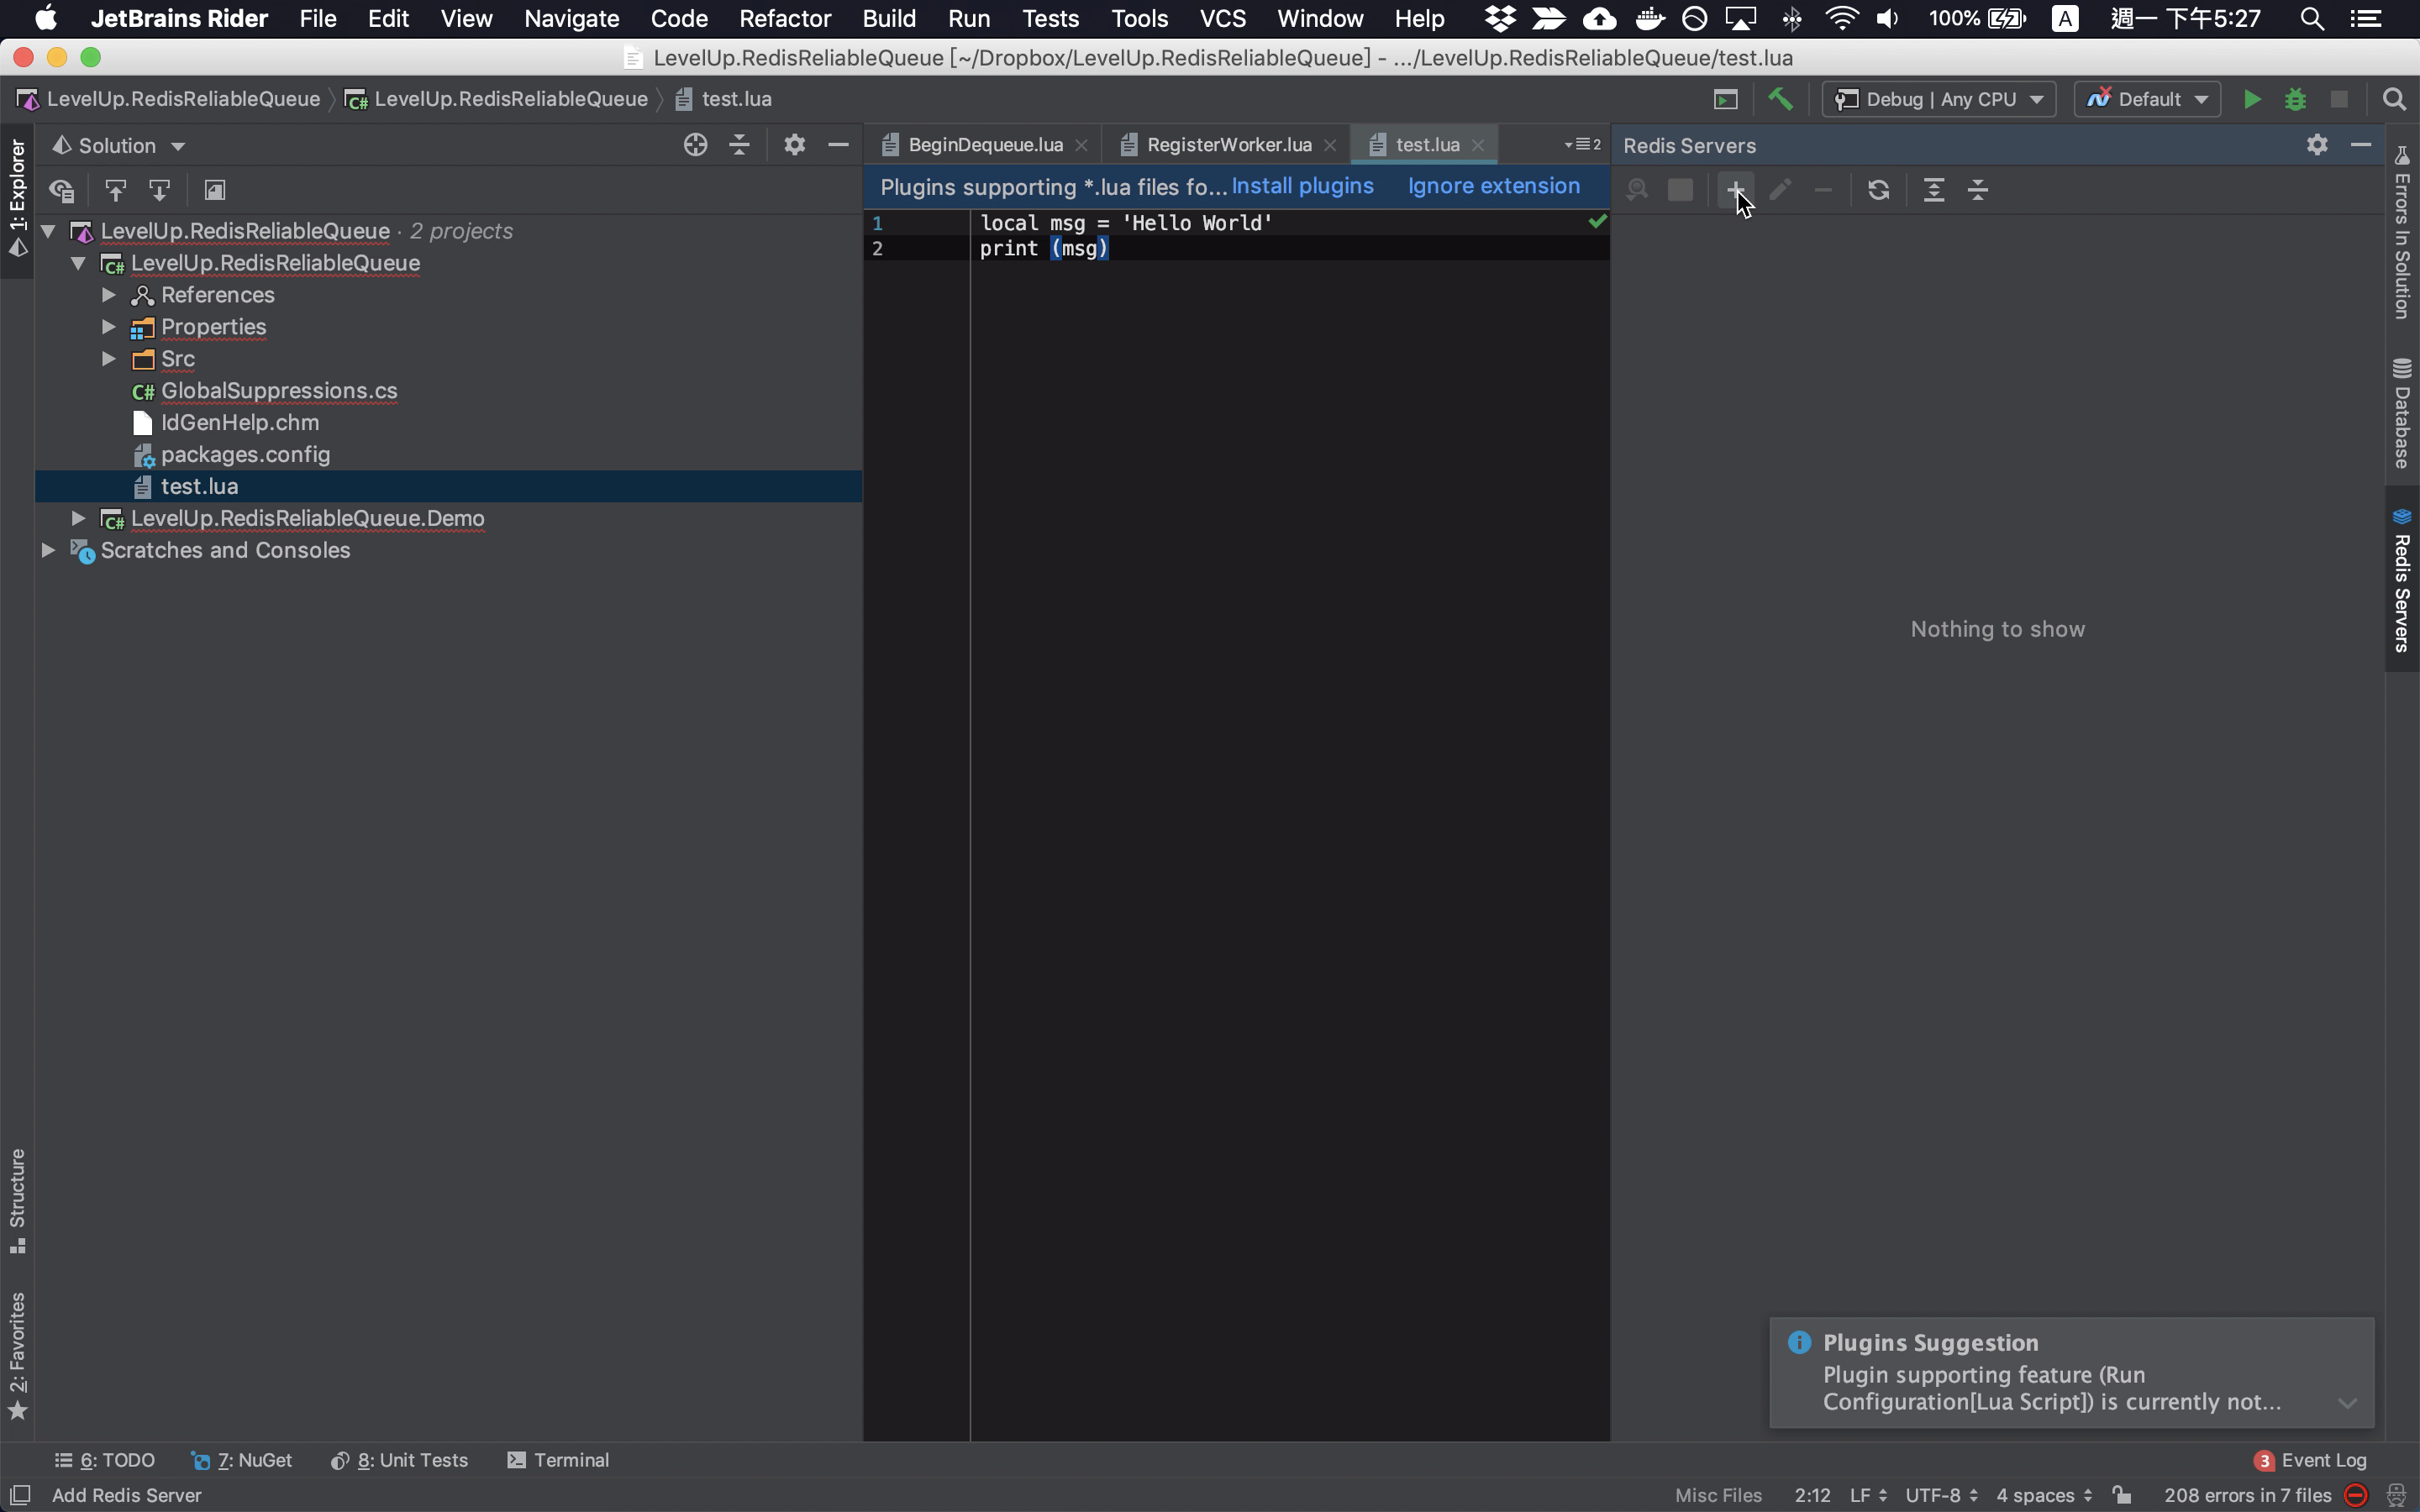 JetBrains Rider File Edit View Navigate Code Refactor Build Run Tests Tools VCS Window Help 100% A 週一 下午5:27
LevelUp.RedisReliableQueue [~/Dropbox/LevelUp.RedisReliableQueue] - .../LevelUp.RedisReliableQueue/test.lua
LevelUp.RedisReliableQueue LevelUp.RedisReliableQueue test.lua Debug | Any CPU Default
1: Explorer
Solution
BeginDequeue.lua RegisterWorker.lua test.lua 2
Redis Servers
Plugins supporting *.lua files fo... Install plugins Ignore extension
LevelUp.RedisReliableQueue · 2 projects
LevelUp.RedisReliableQueue
References
Properties
Src
C# GlobalSuppressions.cs
IdGenHelp.chm
packages.config
test.lua
LevelUp.RedisReliableQueue.Demo
Scratches and Consoles
1 local msg = 'Hello World'
2 print (msg)
Nothing to show
Errors In Solution
Database
Redis Servers
Structure
2: Favorites
Plugins Suggestion
Plugin supporting feature (Run
Configuration[Lua Script]) is currently not...
6: TODO 7: NuGet 8: Unit Tests Terminal 3 Event Log
Add Redis Server Misc Files 2:12 LF UTF-8 4 spaces 208 errors in 7 files